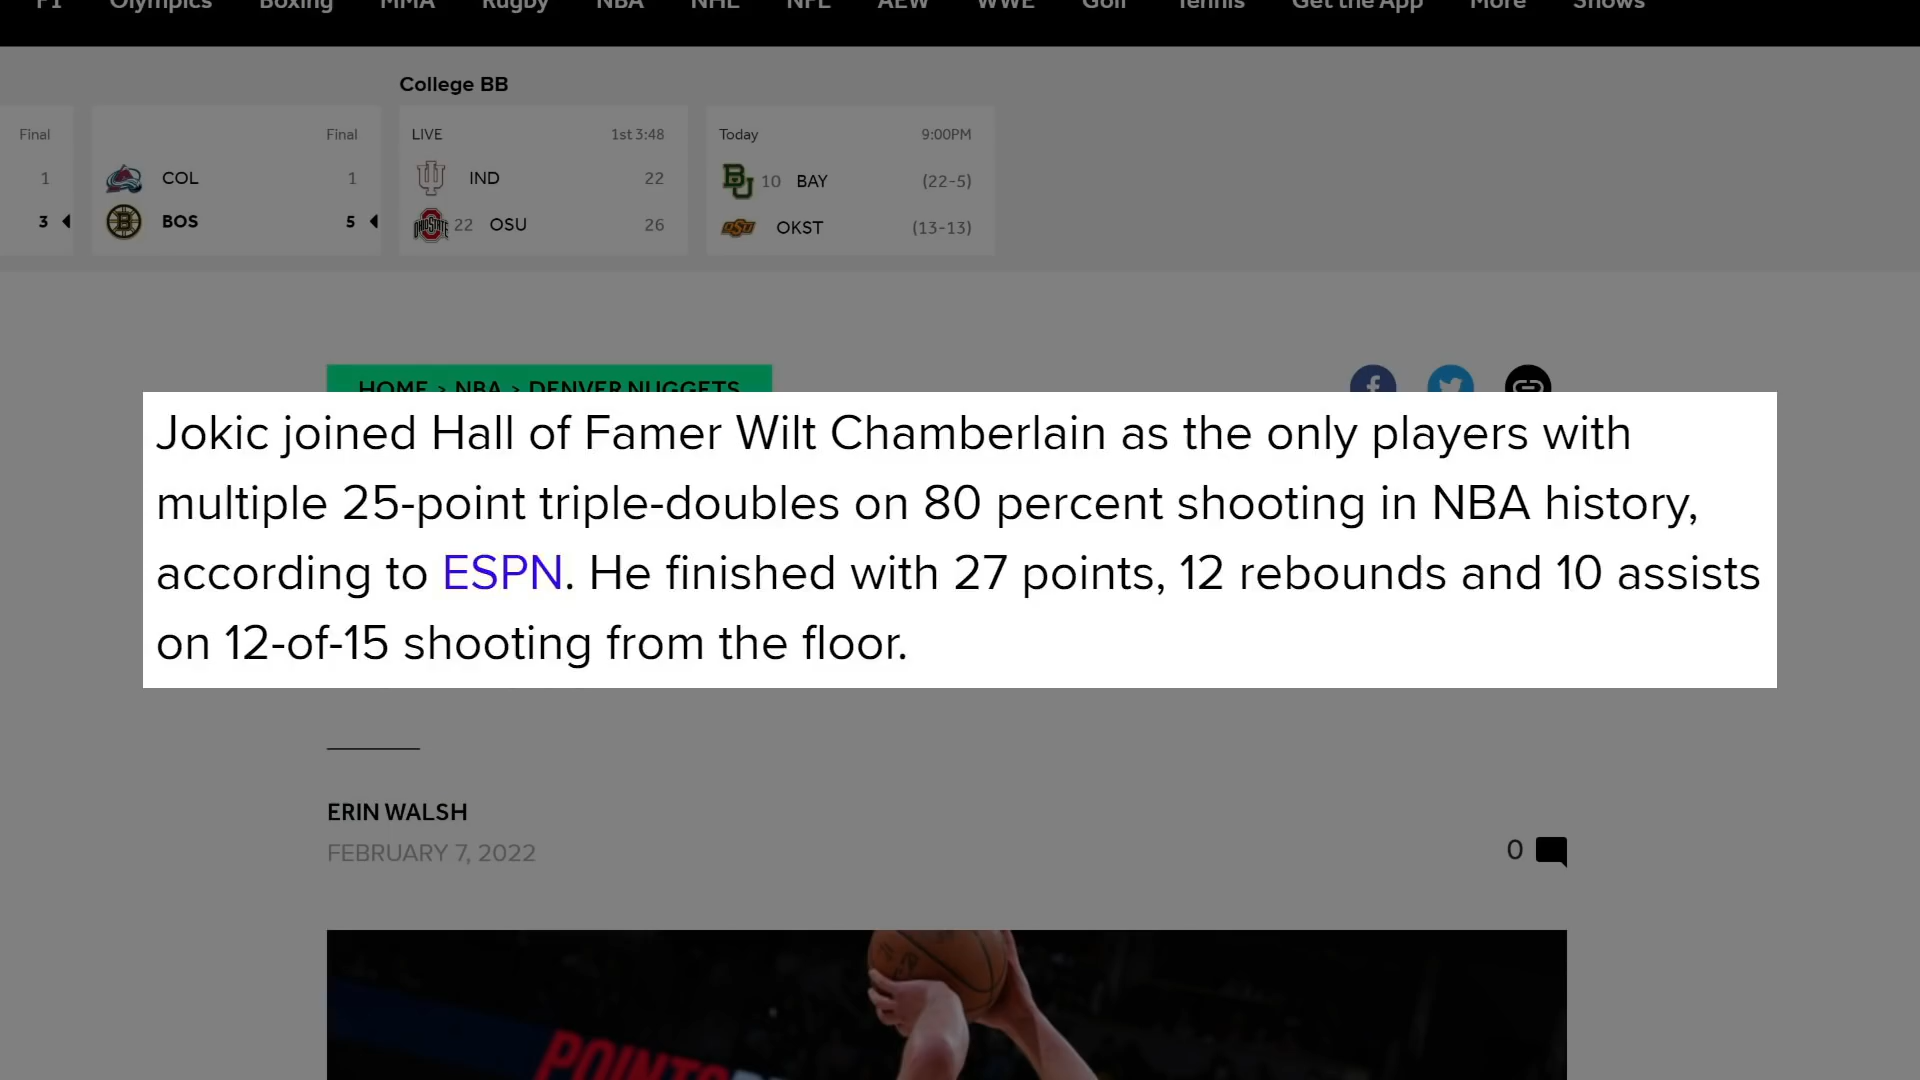 F1 Olympics Boxing MMA Rugby NBA NHL NFL AEW WWE Golf Tennis Get the App More Shows
College BB
Final Final LIVE 1st 3:48 Today 9:00PM
1 COL 1 IND 22 10 BAY (22-5)
3 BOS 5 22 OSU 26 OKST (13-13)
HOME > NBA > DENVER NUGGETS
Jokic joined Hall of Famer Wilt Chamberlain as the only players with
multiple 25-point triple-doubles on 80 percent shooting in NBA history,
according to ESPN. He finished with 27 points, 12 rebounds and 10 assists
on 12-of-15 shooting from the floor.
ERIN WALSH
FEBRUARY 7, 2022
0
POINTS